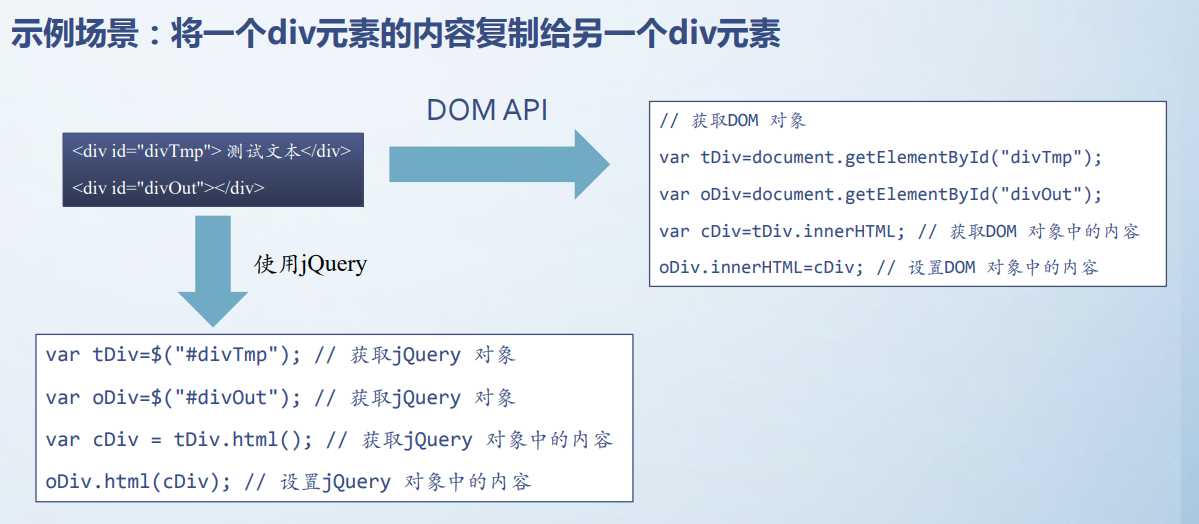 示例场景：将一个div元素的内容复制给另一个div元素
DOM API
<div id="divTmp"> 测试文本</div>
<div id="divOut"></div>
// 获取DOM 对象
var tDiv=document.getElementById("divTmp");
var oDiv=document.getElementById("divOut");
var cDiv=tDiv.innerHTML; // 获取DOM 对象中的内容
oDiv.innerHTML=cDiv; // 设置DOM 对象中的内容
使用jQuery
var tDiv=$("#divTmp"); // 获取jQuery 对象
var oDiv=$("#divOut"); // 获取jQuery 对象
var cDiv = tDiv.html(); // 获取jQuery 对象中的内容
oDiv.html(cDiv); // 设置jQuery 对象中的内容